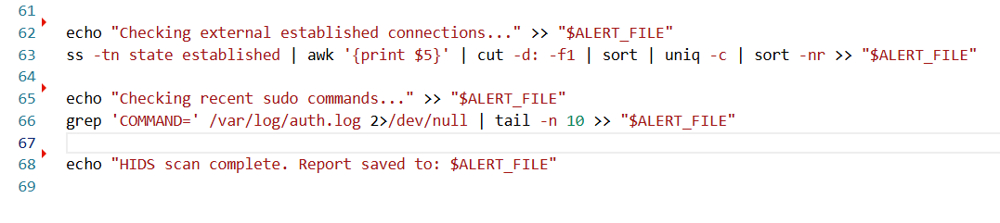 61
62 echo "Checking external established connections..." >> "$ALERT_FILE"
63 ss -tn state established | awk '{print $5}' | cut -d: -f1 | sort | uniq -c | sort -nr >> "$ALERT_FILE"
64
65 echo "Checking recent sudo commands..." >> "$ALERT_FILE"
66 grep 'COMMAND=' /var/log/auth.log 2>/dev/null | tail -n 10 >> "$ALERT_FILE"
67
68 echo "HIDS scan complete. Report saved to: $ALERT_FILE"
69